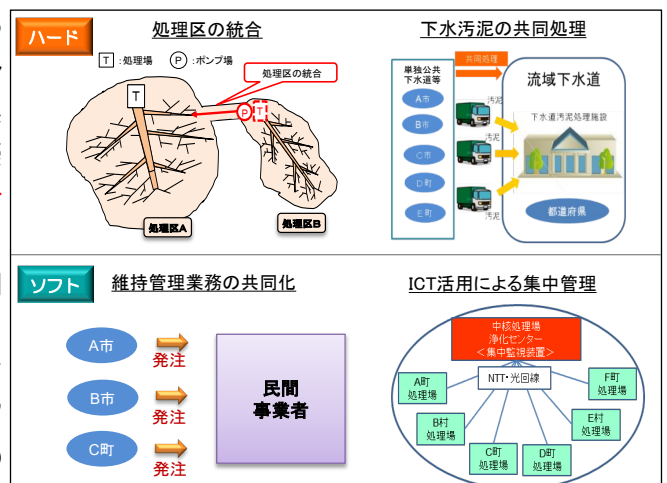 ハード
処理区の統合
T :処理場
P :ポンプ場
処理区の統合
T
P
T
処理区A
処理区B
下水汚泥の共同処理
共同処理
単独公共
下水道等
A市
B市
C市
D町
E町
汚泥
汚泥
汚泥
流域下水道
下水道汚泥処理施設
都道府県
ソフト
維持管理業務の共同化
A市
発注
B市
発注
C町
発注
民間
事業者
ICT活用による集中管理
中核処理場
浄化センター
<集中監視装置>
NTT・光回線
A町
処理場
B村
処理場
C町
処理場
D町
処理場
E村
処理場
F町
処理場